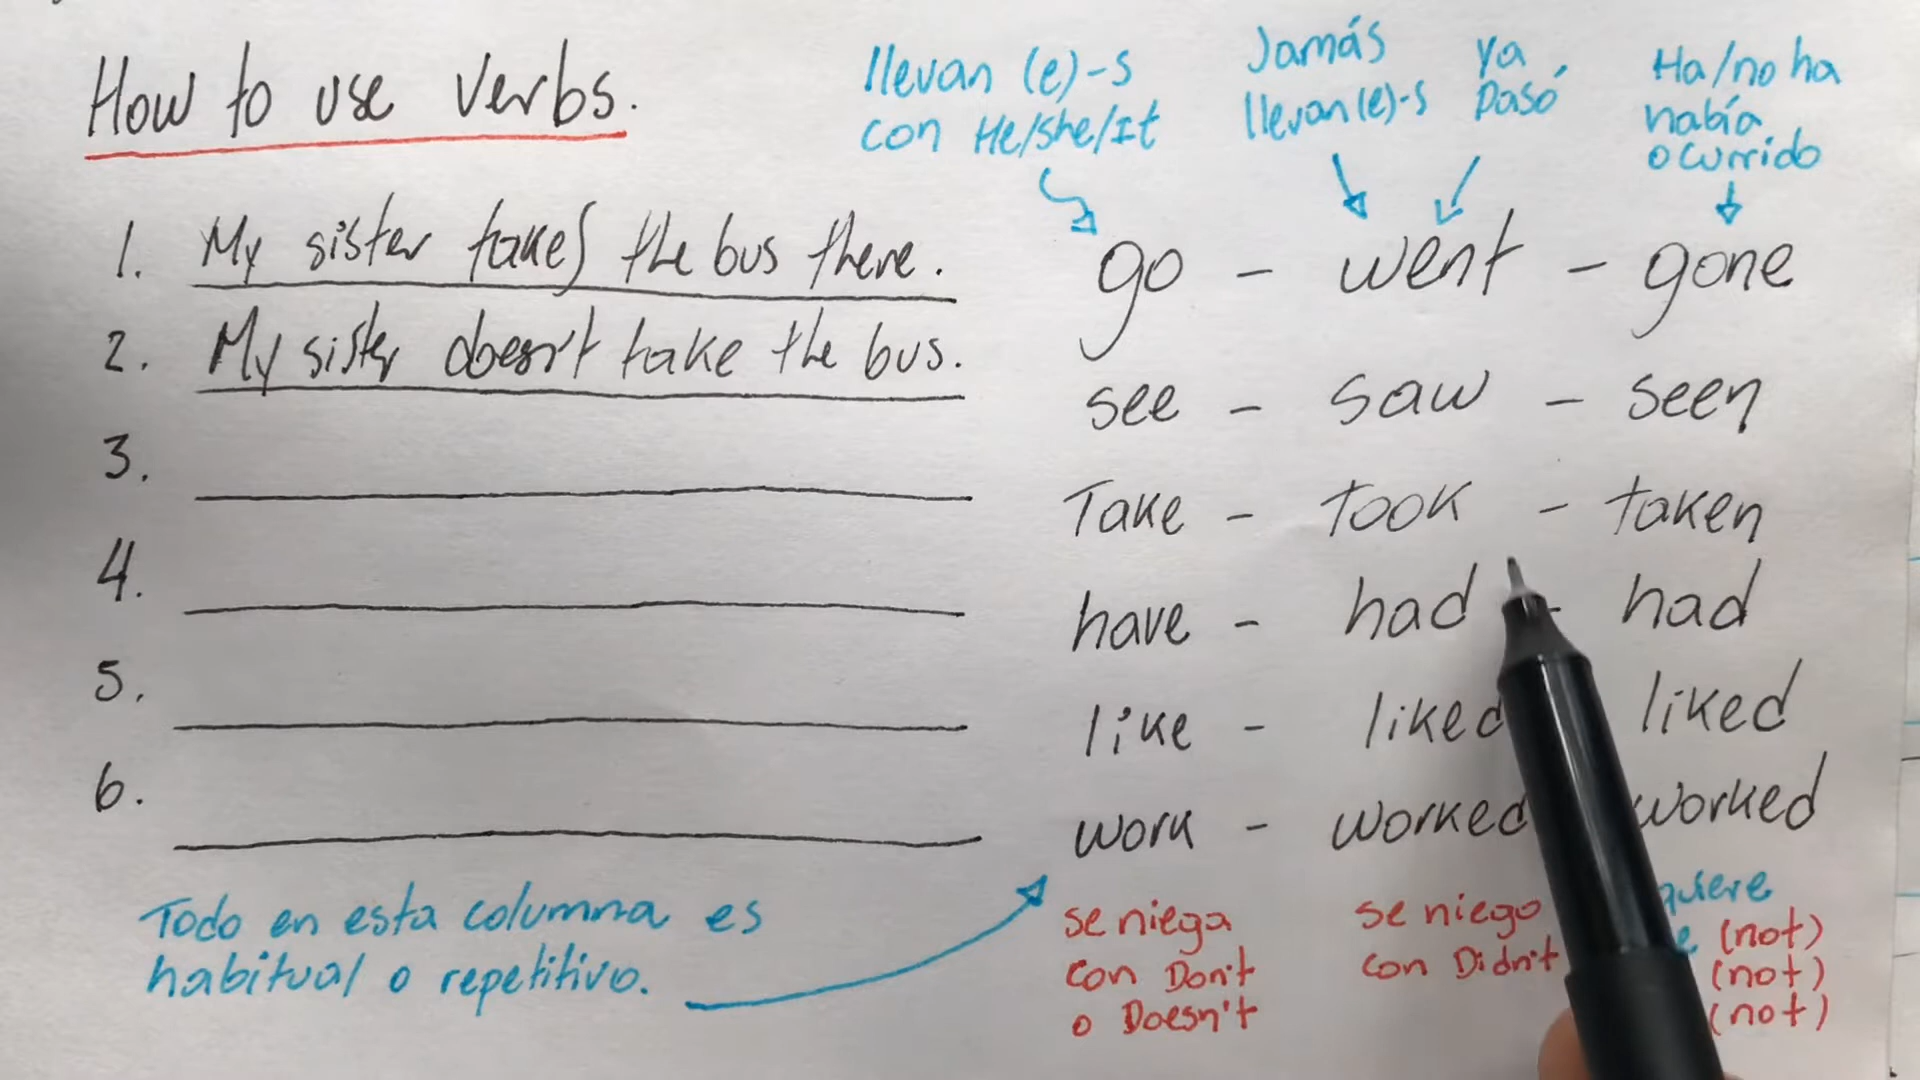 How to use verbs.
1. My sister takes the bus there.
2. My sister doesn't take the bus.
3.
4.
5.
6.
Todo en esta columna es
habitual o repetitivo.
llevan (e)-s
con He/she/It
Jamás
llevan(e)-s
ya
pasó
Ha/no ha
había
ocurrido
go - went - gone
see - saw - seen
Take - took - taken
have - had - had
like - liked liked
work - worked worked
se niega
con Don't
o Doesn't
se niego
con Didn't
(not)
(not)
(not)